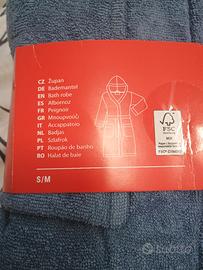 CZ Župan
DE Bademantel
EN Bath robe
ES Albornoz
FR Peignoir
GR Μπουρνούζι
IT Accappatoio
NL Badjas
PL Szlafrok
PT Roupão de banho
RO Halat de baie
S/M
FSC
MIX